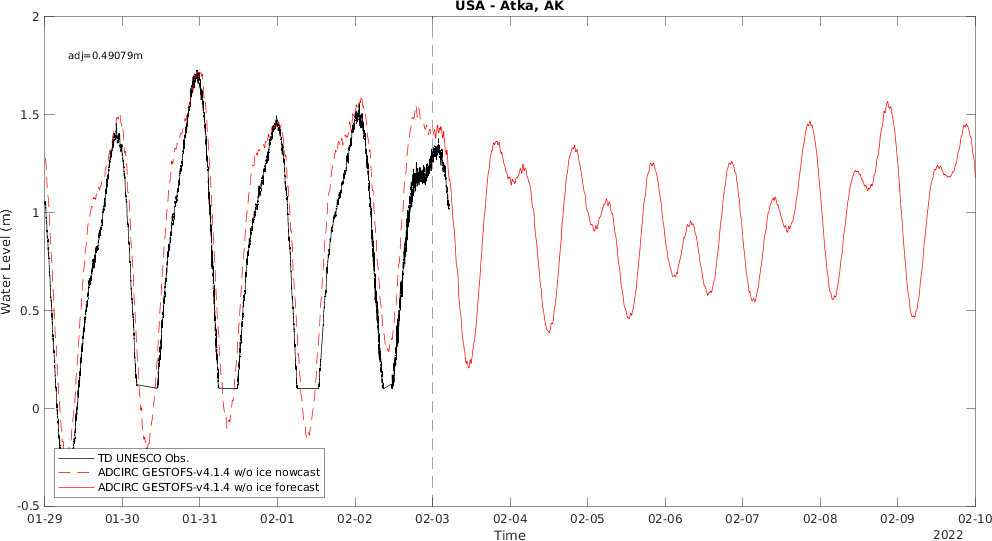 USA - Atka, AK
2
adj=0.49079m
1.5
1
0.5
0
-0.5
Water Level (m)
TD UNESCO Obs.
ADCIRC GESTOFS-v4.1.4 w/o ice nowcast
ADCIRC GESTOFS-v4.1.4 w/o ice forecast
01-29 01-30 01-31 02-01 02-02 02-03 02-04 02-05 02-06 02-07 02-08 02-09 02-10
Time
2022